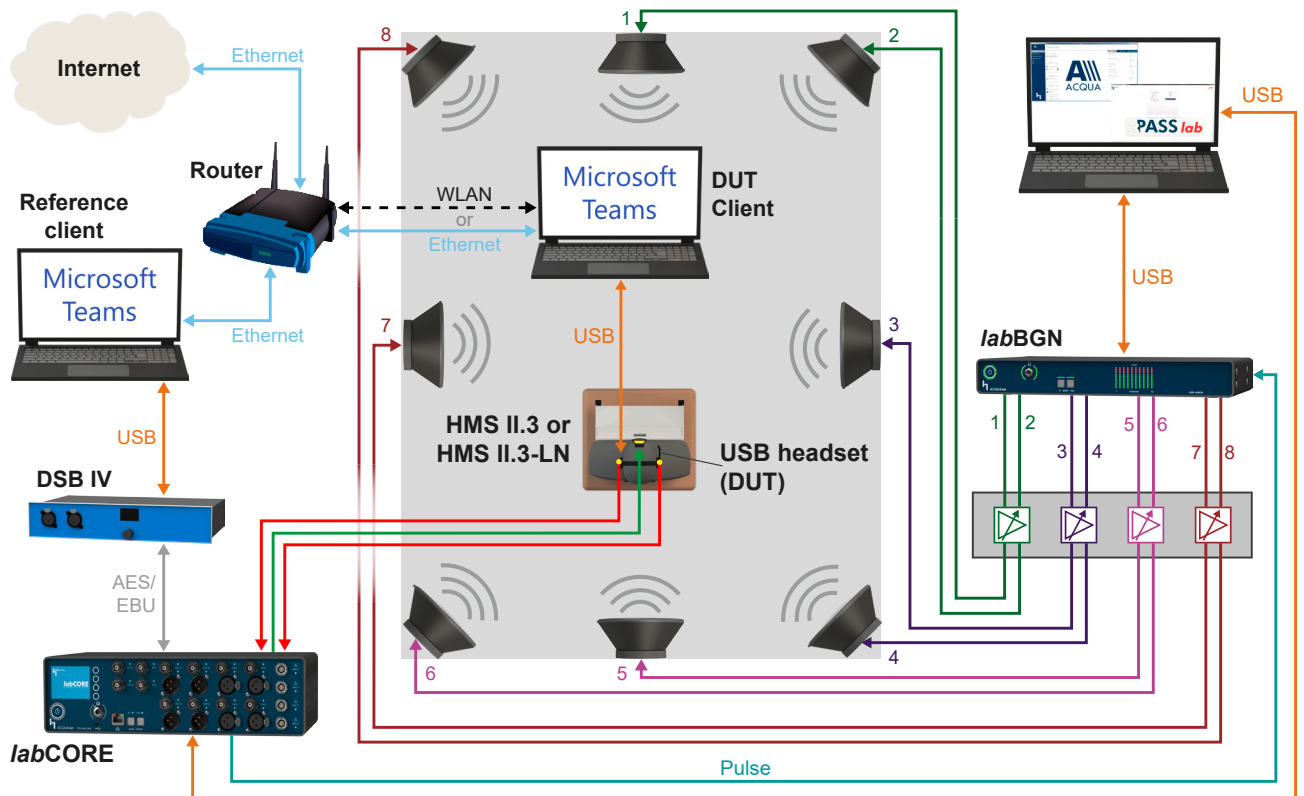 Internet
Ethernet
Router
Reference
client
Microsoft
Teams
Ethernet
WLAN
or
Ethernet
Microsoft
Teams
DUT
Client
USB
DSB IV
AES/
EBU
labCORE
labCORE
8
1
2
7
3
6
5
4
USB
HMS II.3 or
HMS II.3-LN
USB headset
(DUT)
ACQUA
PASS lab
USB
USB
labBGN
1
2
3
4
5
6
7
8
Pulse